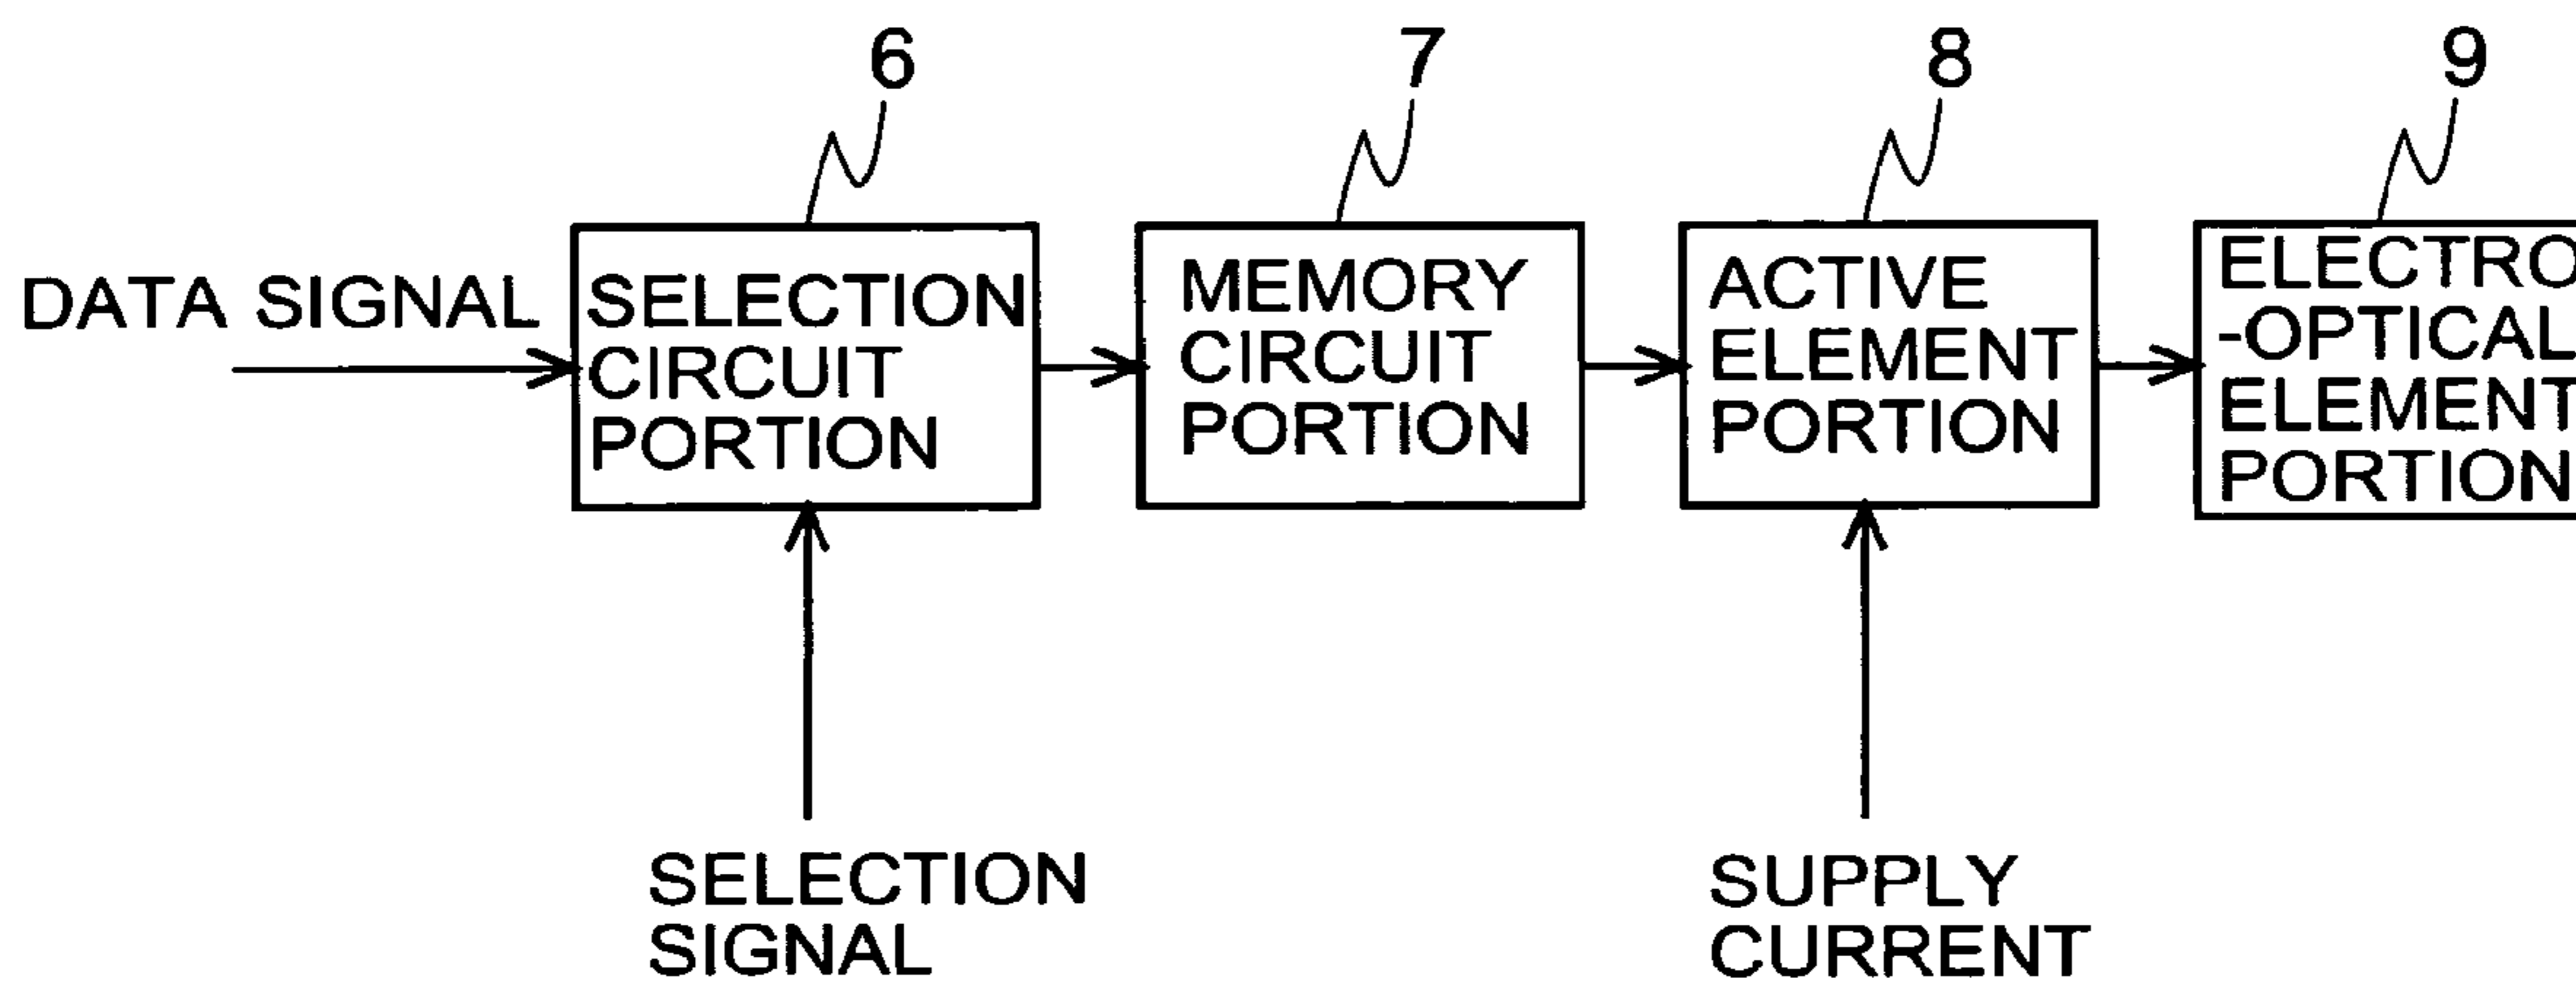 6
7
8
9
DATA SIGNAL
SELECTION
CIRCUIT
PORTION
MEMORY
CIRCUIT
PORTION
ACTIVE
ELEMENT
PORTION
ELECTRO
-OPTICAL
ELEMENT
PORTION
SELECTION
SIGNAL
SUPPLY
CURRENT